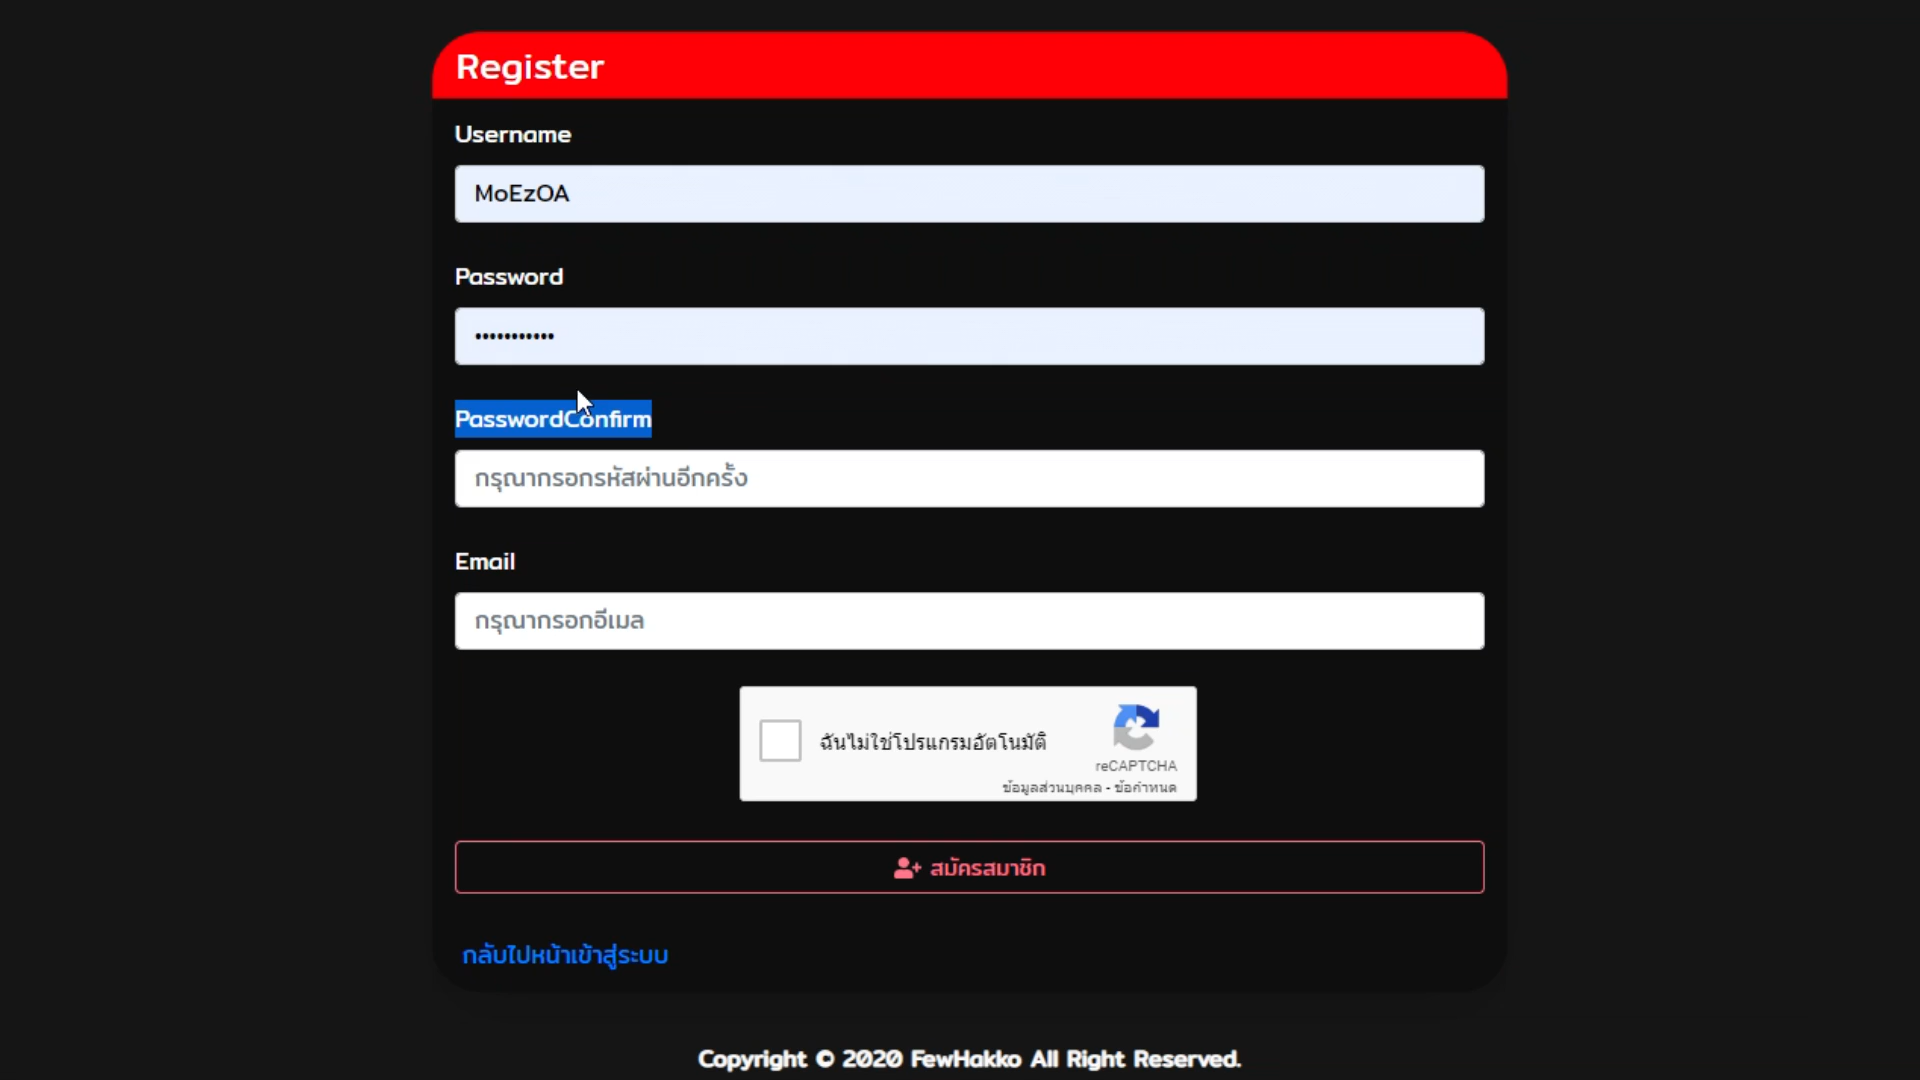 Register
Username
MoEzOA
Password
•••••••••••
PasswordConfirm
กรุณากรอกรหัสผ่านอีกครั้ง
Email
กรุณากรอกอีเมล
ฉันไม่ใช่โปรแกรมอัตโนมัติ
reCAPTCHA
ข้อมูลส่วนบุคคล - ข้อกำหนด
สมัครสมาชิก
กลับไปหน้าเข้าสู่ระบบ
Copyright © 2020 FewHakko All Right Reserved.